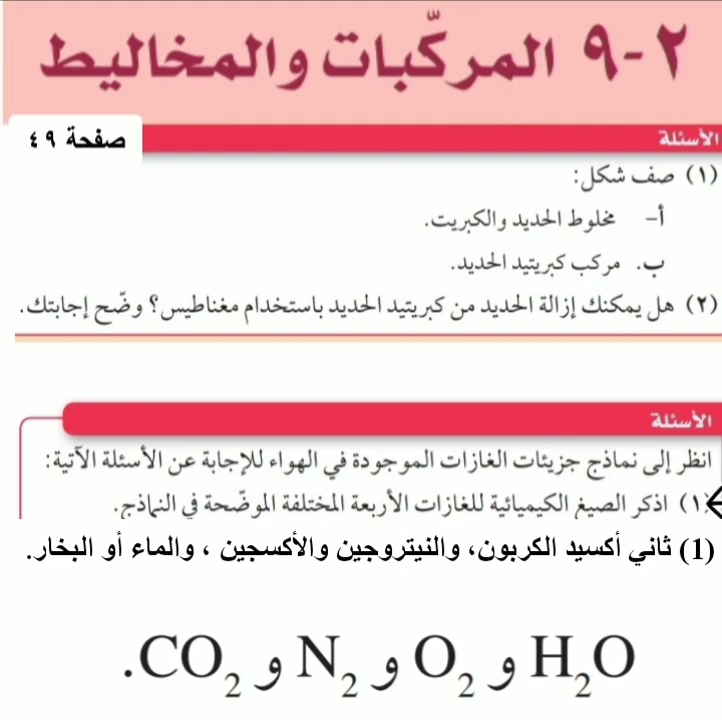 ٢-٩ المركّبات والمخاليط
الأسئلة
صفحة ٤٩
(١) صف شكل:
أ- مخلوط الحديد والكبريت.
ب. مركب كبريتيد الحديد.
(٢) هل يمكنك إزالة الحديد من كبريتيد الحديد باستخدام مغناطيس؟ وضّح إجابتك.
الأسئلة
انظر إلى نماذج جزيئات الغازات الموجودة في الهواء للإجابة عن الأسئلة الآتية:
(١) اذكر الصيغ الكيميائية للغازات الأربعة المختلفة الموضّحة في النماذج.
(1) ثاني أكسيد الكربون، والنيتروجين والأكسجين ، والماء أو البخار.
H₂O و O₂ و N₂ و CO₂.